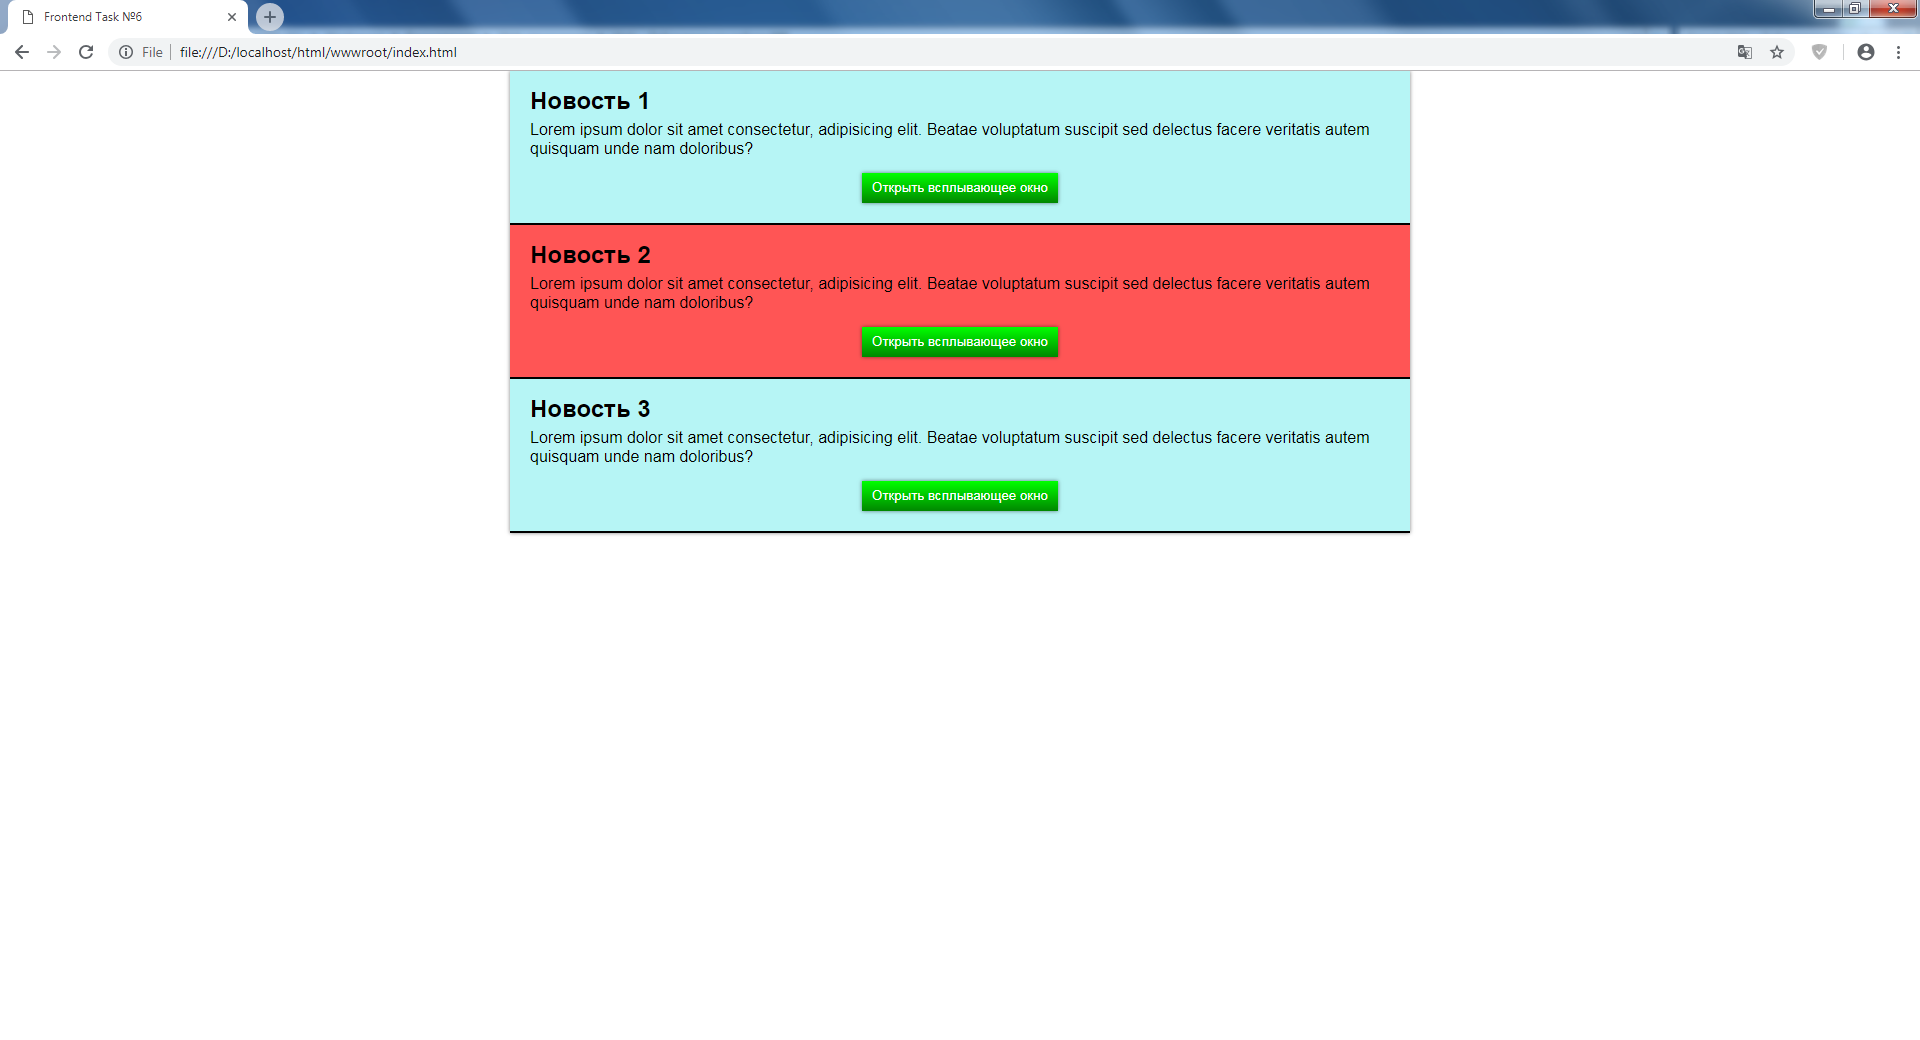 Frontend Task №6
File
file:///D:/localhost/html/wwwroot/index.html
Новость 1
Lorem ipsum dolor sit amet consectetur, adipisicing elit. Beatae voluptatum suscipit sed delectus facere veritatis autem
quisquam unde nam doloribus?
Открыть всплывающее окно
Новость 2
Lorem ipsum dolor sit amet consectetur, adipisicing elit. Beatae voluptatum suscipit sed delectus facere veritatis autem
quisquam unde nam doloribus?
Открыть всплывающее окно
Новость 3
Lorem ipsum dolor sit amet consectetur, adipisicing elit. Beatae voluptatum suscipit sed delectus facere veritatis autem
quisquam unde nam doloribus?
Открыть всплывающее окно